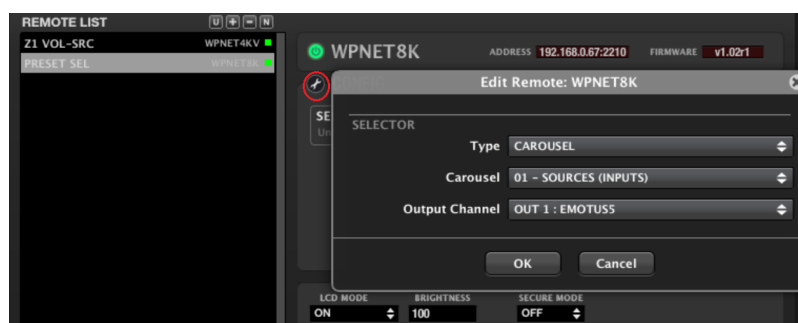 REMOTE LIST U + - N
Z1 VOL-SRC WPNET4KV
PRESET SEL WPNET8K
WPNET8K ADDRESS 192.168.0.67:2210 FIRMWARE v1.02r1
Edit Remote: WPNET8K
SE
Un
SELECTOR
Type CAROUSEL
Carousel 01 - SOURCES (INPUTS)
Output Channel OUT 1 : EMOTUS5
OK Cancel
LCD MODE BRIGHTNESS SECURE MODE
ON 100 OFF